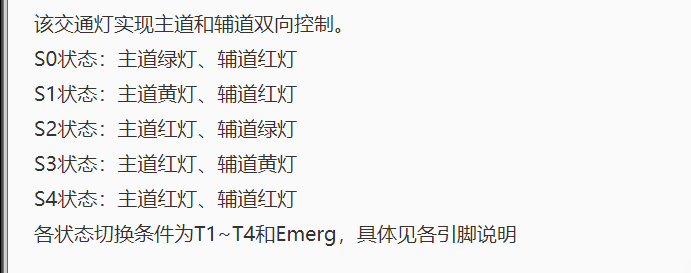 该交通灯实现主道和辅道双向控制。
S0状态：主道绿灯、辅道红灯
S1状态：主道黄灯、辅道红灯
S2状态：主道红灯、辅道绿灯
S3状态：主道红灯、辅道黄灯
S4状态：主道红灯、辅道红灯
各状态切换条件为T1~T4和Emerg，具体见各引脚说明